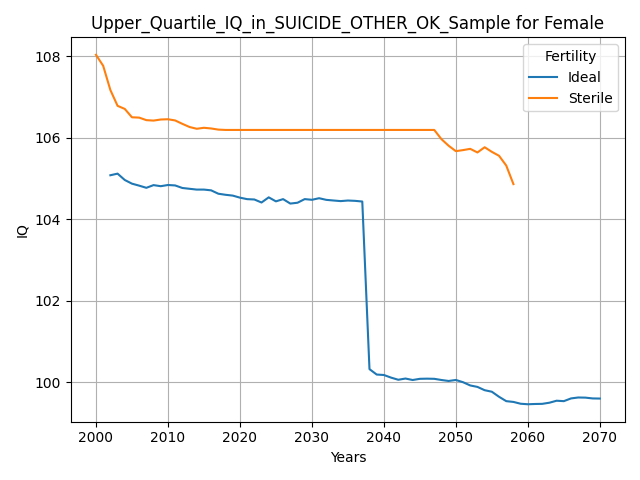 Upper_Quartile_IQ_in_SUICIDE_OTHER_OK_Sample for Female
Fertility
Ideal
Sterile
108
106
104
102
100
IQ
2000 2010 2020 2030 2040 2050 2060 2070
Years